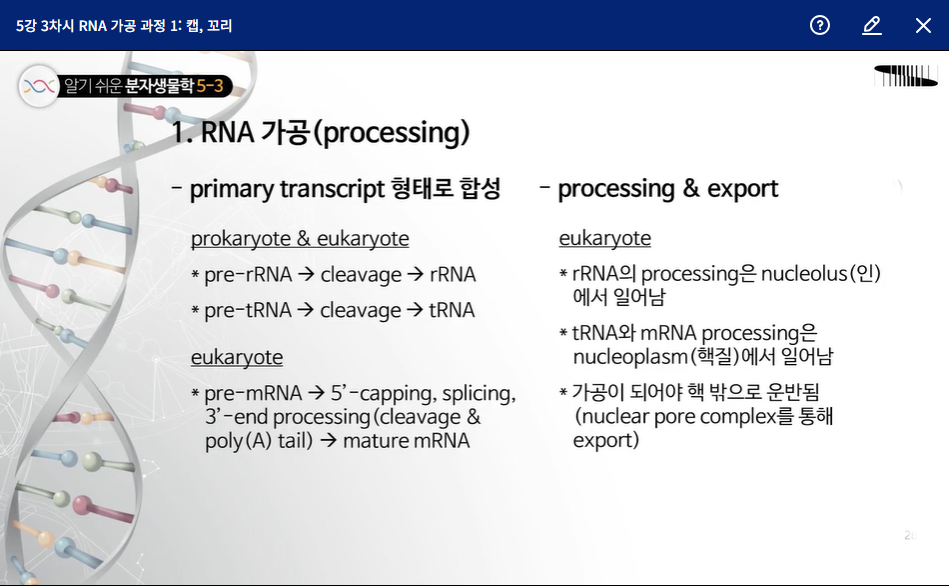 5강 3차시 RNA 가공 과정 1: 캡, 꼬리
알기 쉬운 분자생물학 5-3
1. RNA 가공(processing)
- primary transcript 형태로 합성
prokaryote & eukaryote
* pre-rRNA → cleavage → rRNA
* pre-tRNA → cleavage → tRNA
eukaryote
* pre-mRNA → 5’-capping, splicing,
3’-end processing(cleavage &
poly(A) tail) → mature mRNA
- processing & export
eukaryote
* rRNA의 processing은 nucleolus(인)
에서 일어남
* tRNA와 mRNA processing은
nucleoplasm(핵질)에서 일어남
* 가공이 되어야 핵 밖으로 운반됨
(nuclear pore complex를 통해
export)